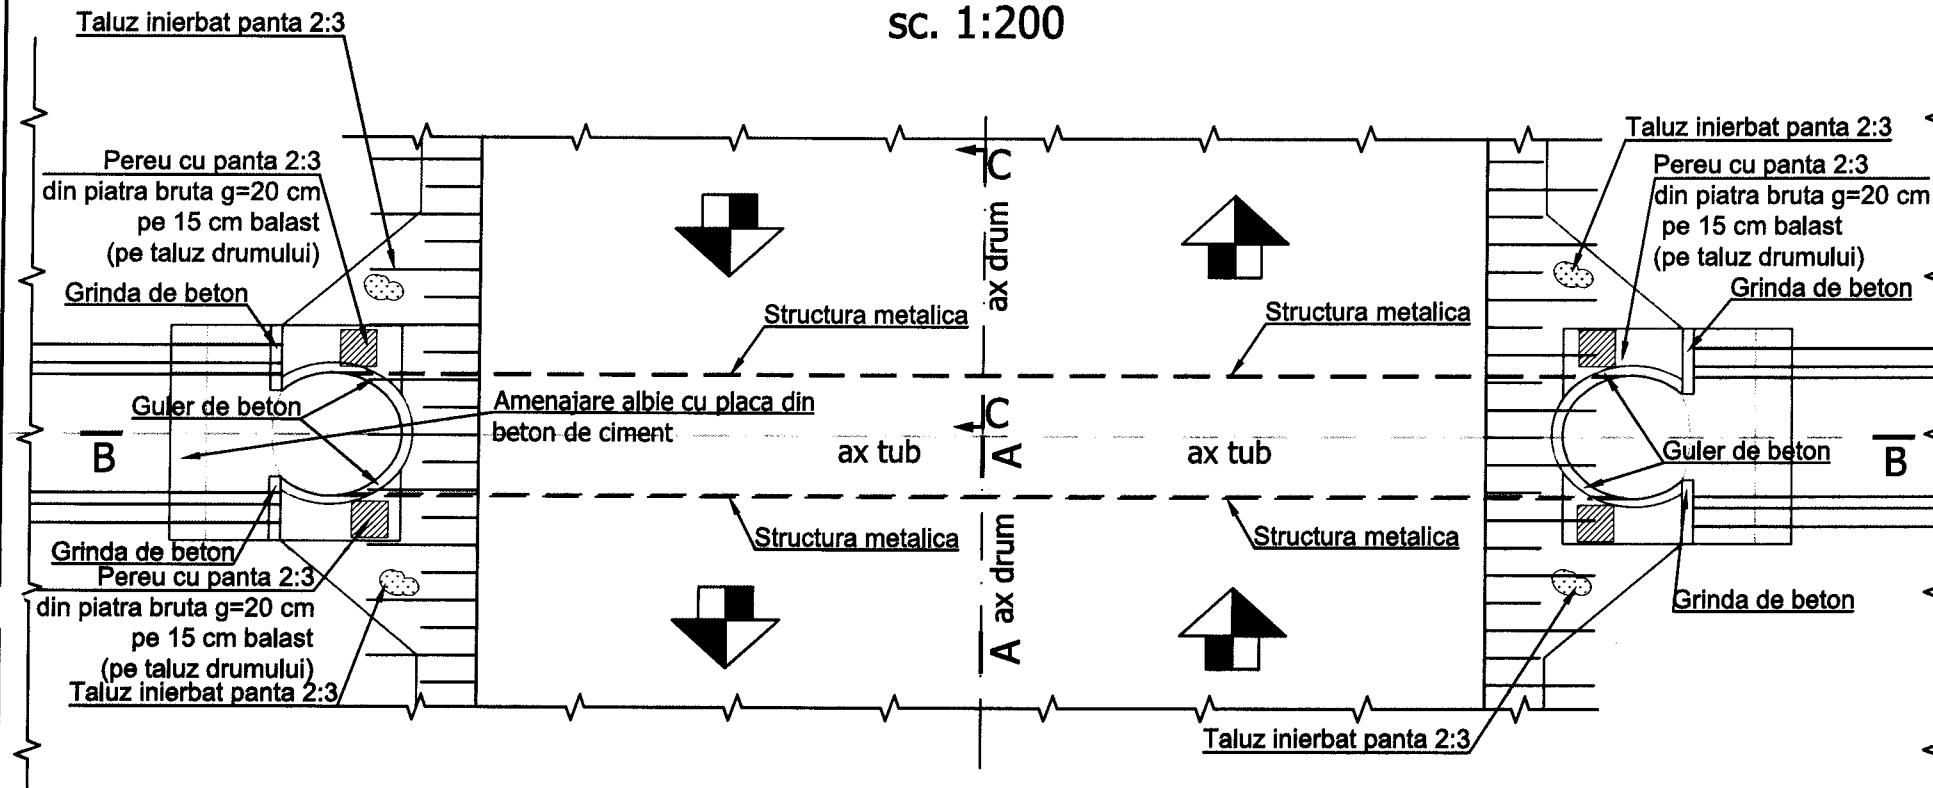 sc. 1:200
Taluz inierbat panta 2:3
Pereu cu panta 2:3
din piatra bruta g=20 cm
pe 15 cm balast
(pe taluz drumului)
Grinda de beton
Guler de beton
B
Grinda de beton
Pereu cu panta 2:3
din piatra bruta g=20 cm
pe 15 cm balast
(pe taluz drumului)
Taluz inierbat panta 2:3
Structura metalica
Amenajare albie cu placa din
beton de ciment
ax tub
Structura metalica
C
ax drum
C
A
ax drum
A
Structura metalica
ax tub
Structura metalica
Taluz inierbat panta 2:3
Pereu cu panta 2:3
din piatra bruta g=20 cm
pe 15 cm balast
(pe taluz drumului)
Grinda de beton
Guler de beton
B
Grinda de beton
Taluz inierbat panta 2:3